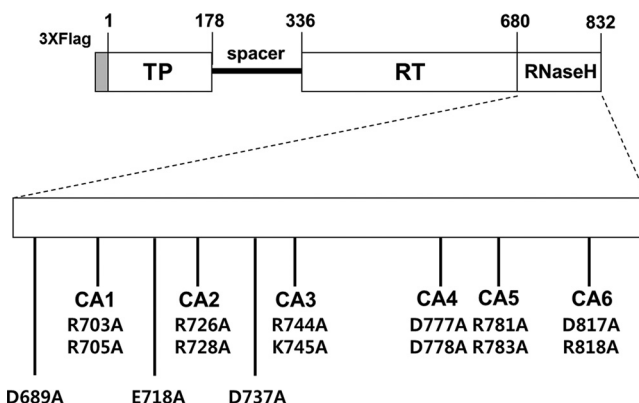 1 178 336 680 832
3XFlag
spacer
TP RT RNaseH
CA1 CA2 CA3 CA4 CA5 CA6
R703A R726A R744A D777A R781A D817A
R705A R728A K745A D778A R783A R818A
D689A E718A D737A